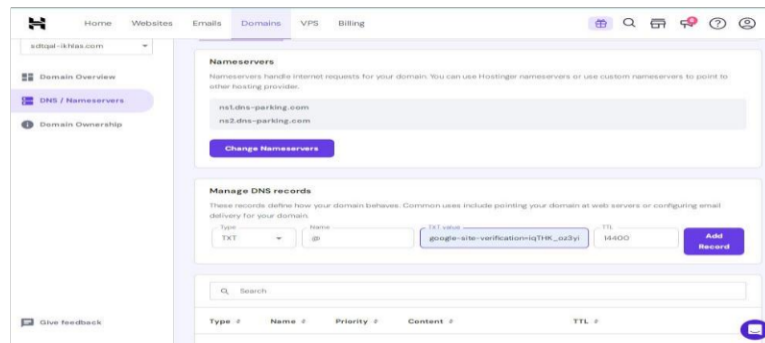 Home Websites Emails Domains VPS Billing
sdtqal-ikhlas.com
Domain Overview
DNS / Nameservers
Domain Ownership
Give feedback
Nameservers
Nameservers handle internet requests for your domain. You can use Hostinger nameservers or use custom nameservers to point to
other hosting provider.
ns1.dns-parking.com
ns2.dns-parking.com
Change Nameservers
Manage DNS records
These records define how your domain behaves. Common uses include pointing your domain at web servers or configuring email
delivery for your domain.
Type Name TXT value TTL
TXT @ google-site-verification=iqTHK_oz3yi 14400 Add
Record
Search
Type Name Priority Content TTL